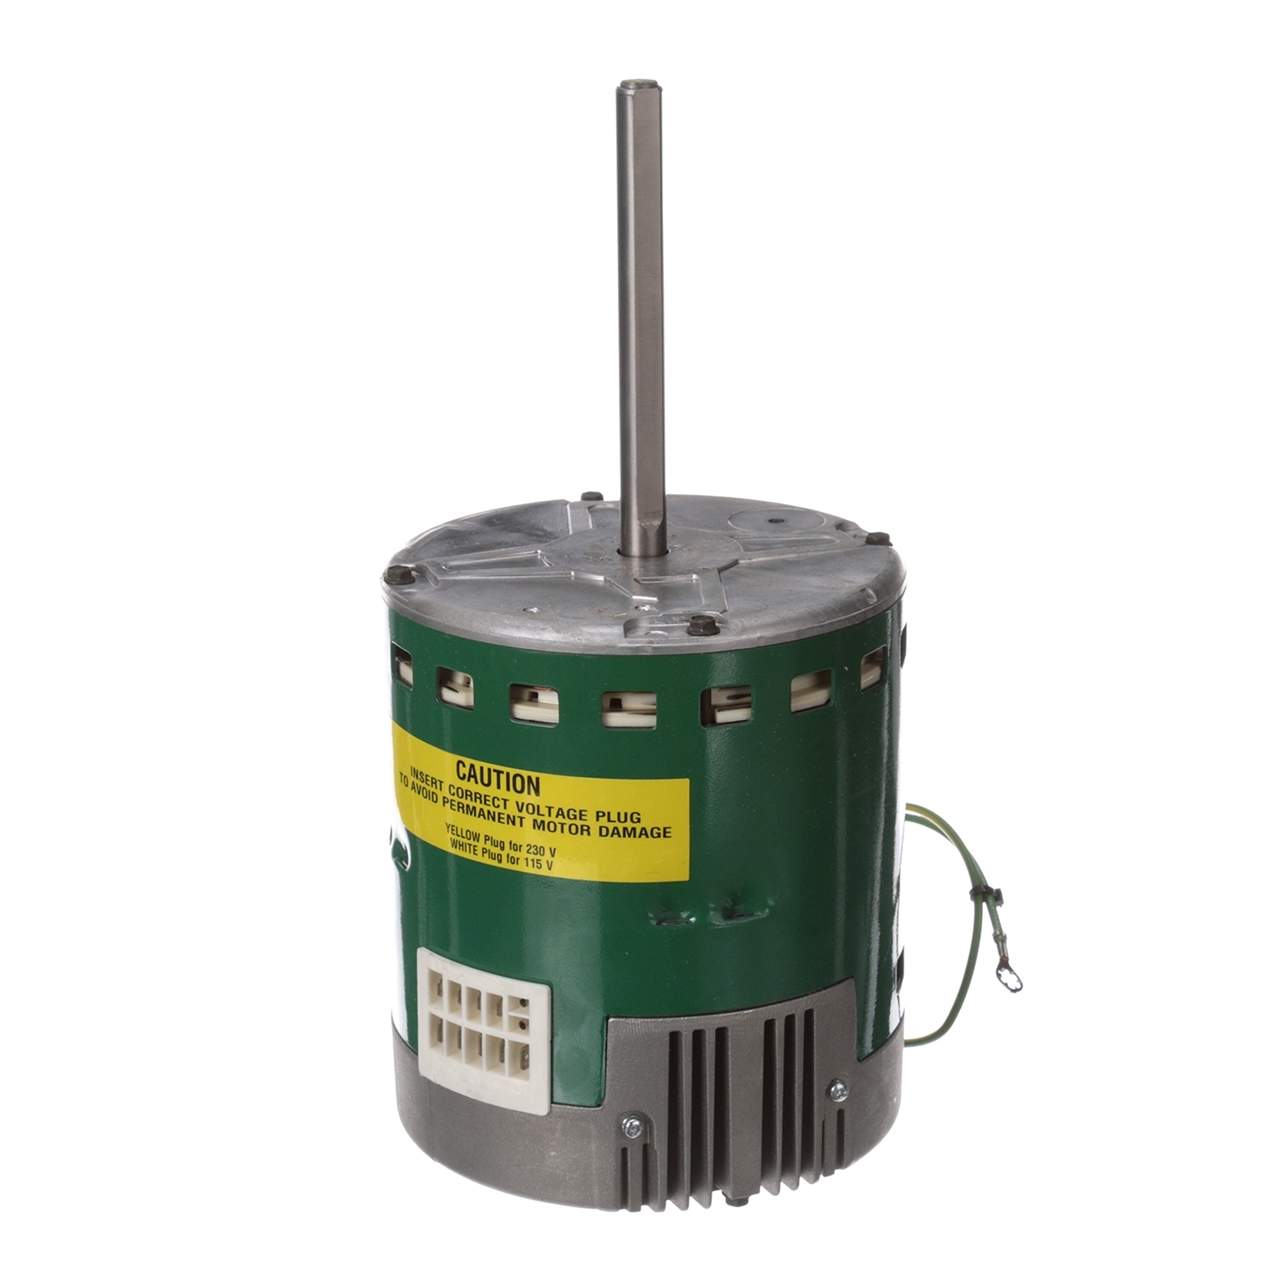 CAUTION
INSERT CORRECT VOLTAGE PLUG
TO AVOID PERMANENT MOTOR DAMAGE
YELLOW Plug for 230 V
WHITE Plug for 115 V